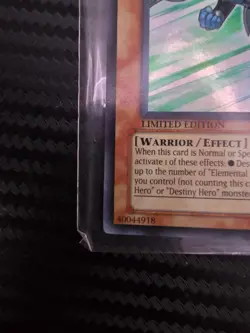 LIMITED EDITION
[WARRIOR / EFFECT]
When this card is Normal or Spe
activate 1 of these effects: ● Des
up to the number of "Elemental
you control (not counting this c
Hero" or "Destiny Hero" monste
40044918